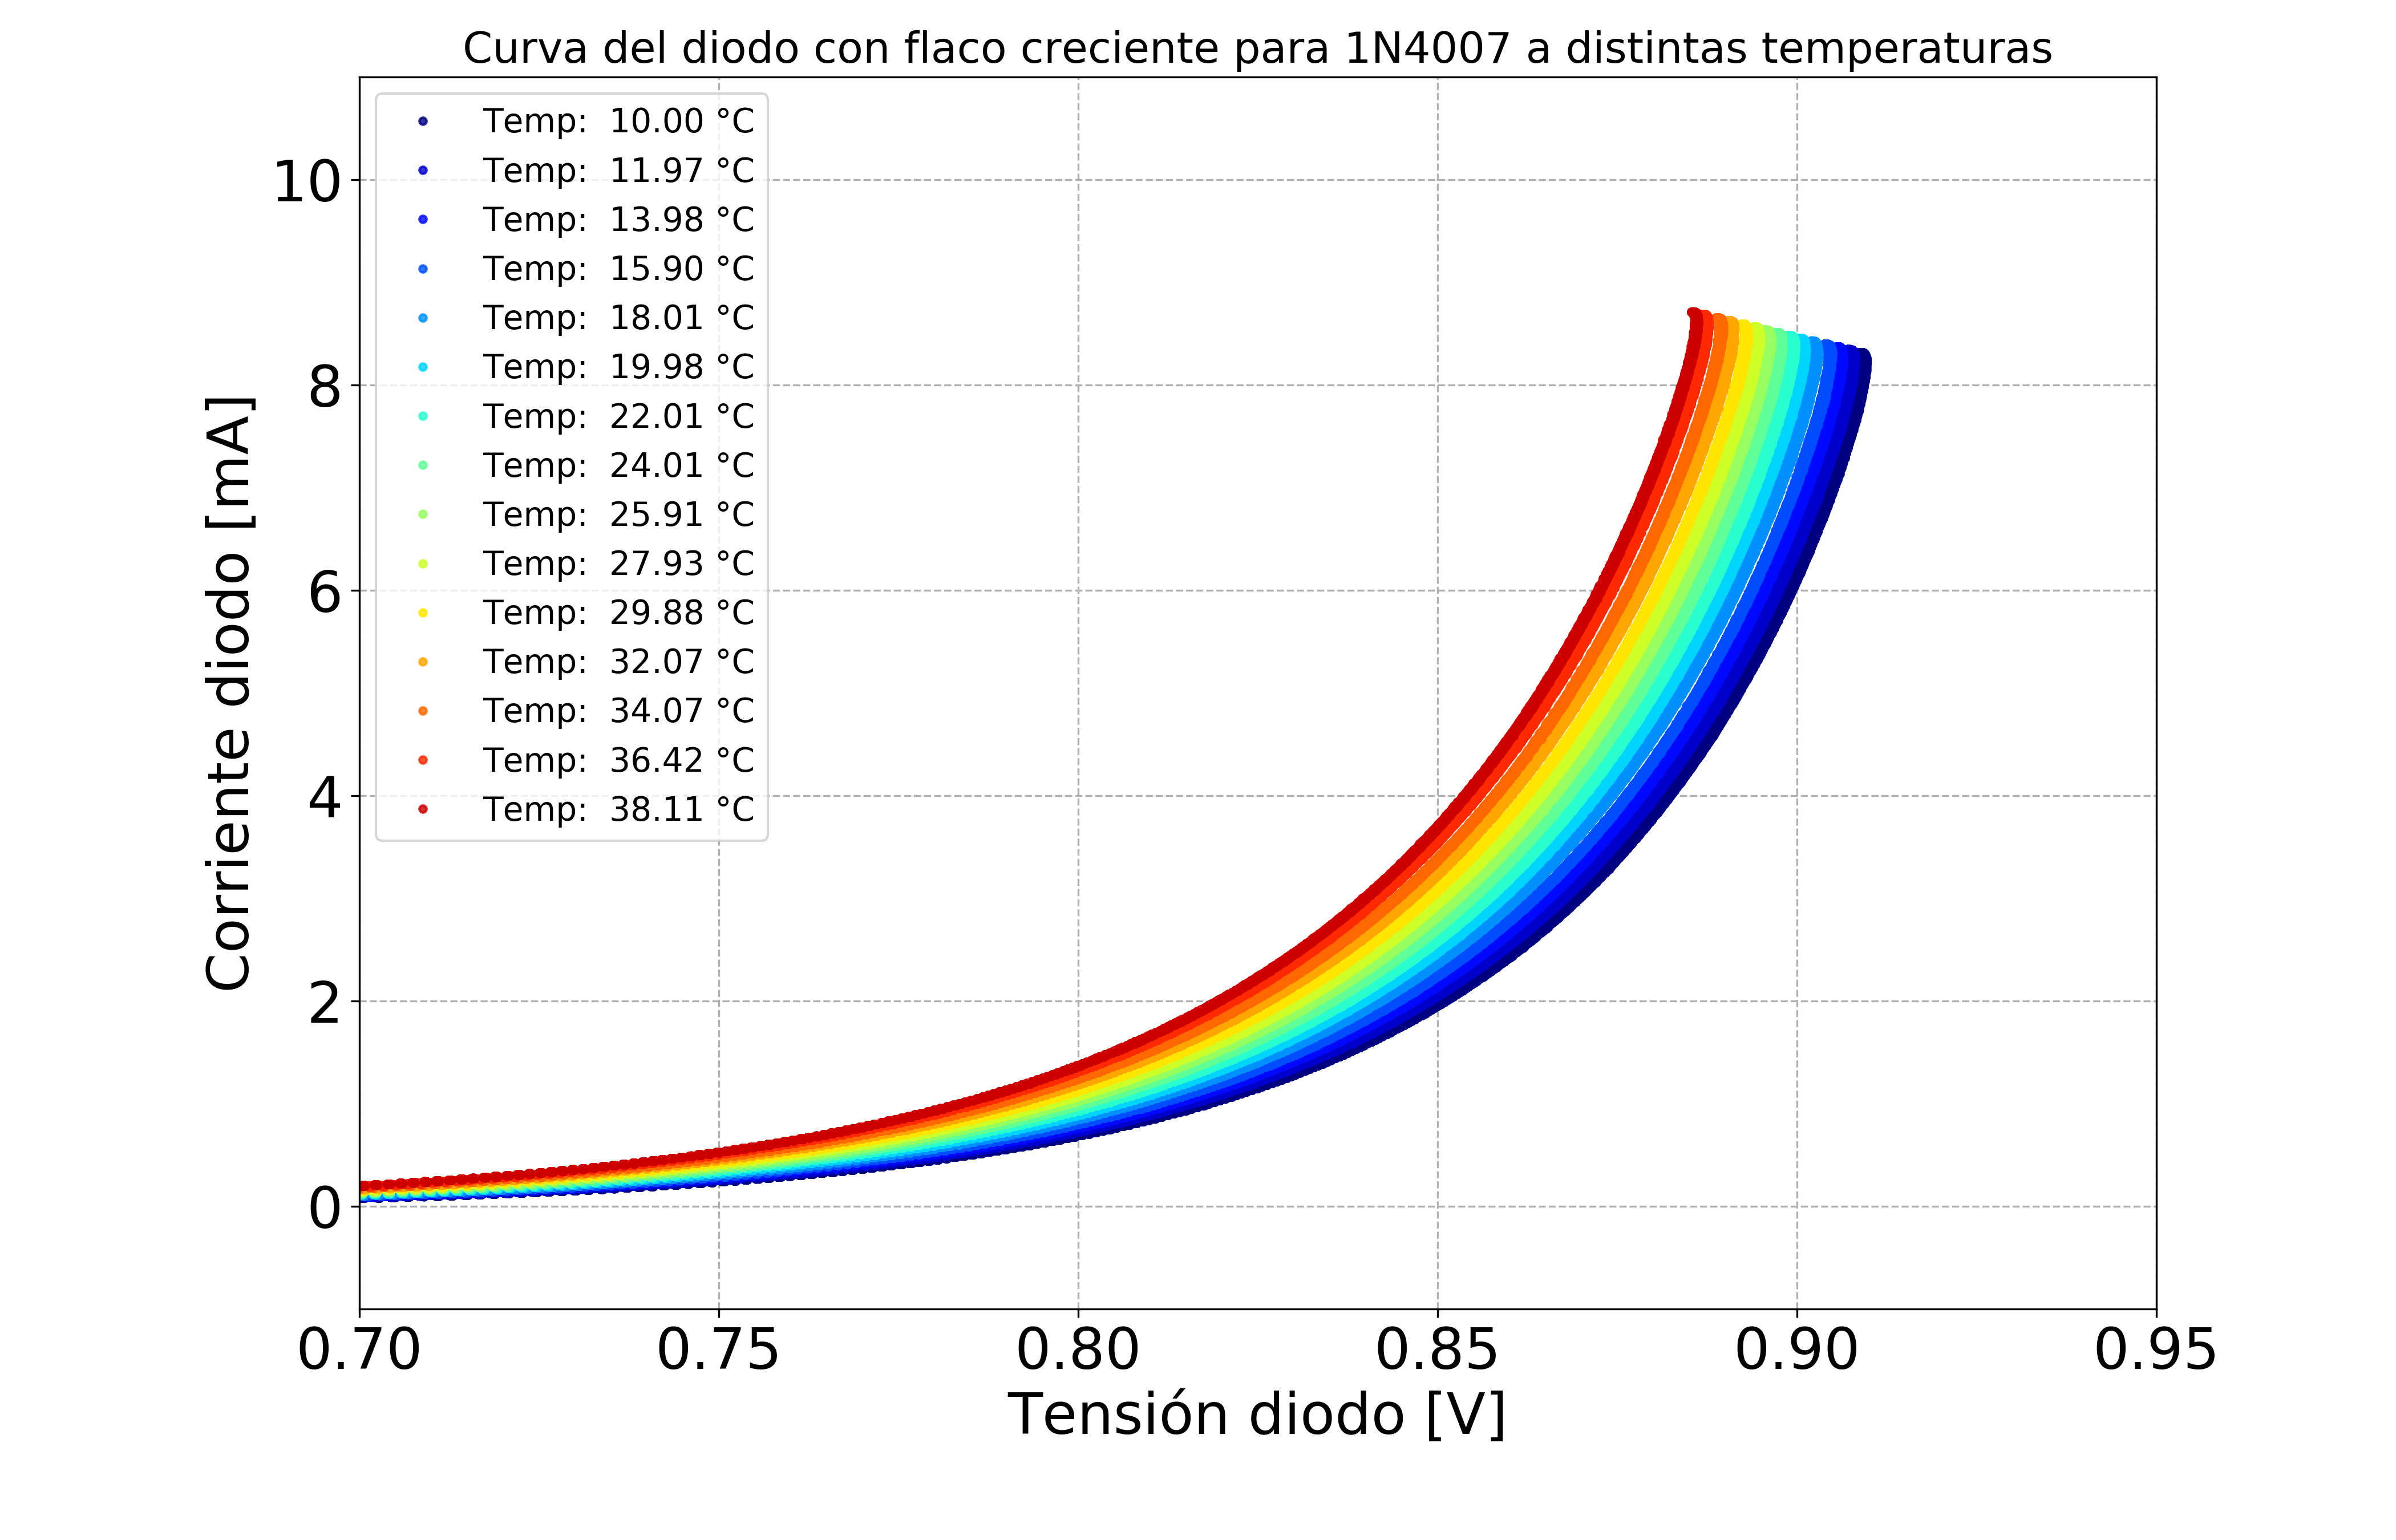 Curva del diodo con flaco creciente para 1N4007 a distintas temperaturas
Temp: 10.00 °C
Temp: 11.97 °C
Temp: 13.98 °C
Temp: 15.90 °C
Temp: 18.01 °C
Temp: 19.98 °C
Temp: 22.01 °C
Temp: 24.01 °C
Temp: 25.91 °C
Temp: 27.93 °C
Temp: 29.88 °C
Temp: 32.07 °C
Temp: 34.07 °C
Temp: 36.42 °C
Temp: 38.11 °C
Corriente diodo [mA]
10
8
6
4
2
0
0.70 0.75 0.80 0.85 0.90 0.95
Tensión diodo [V]